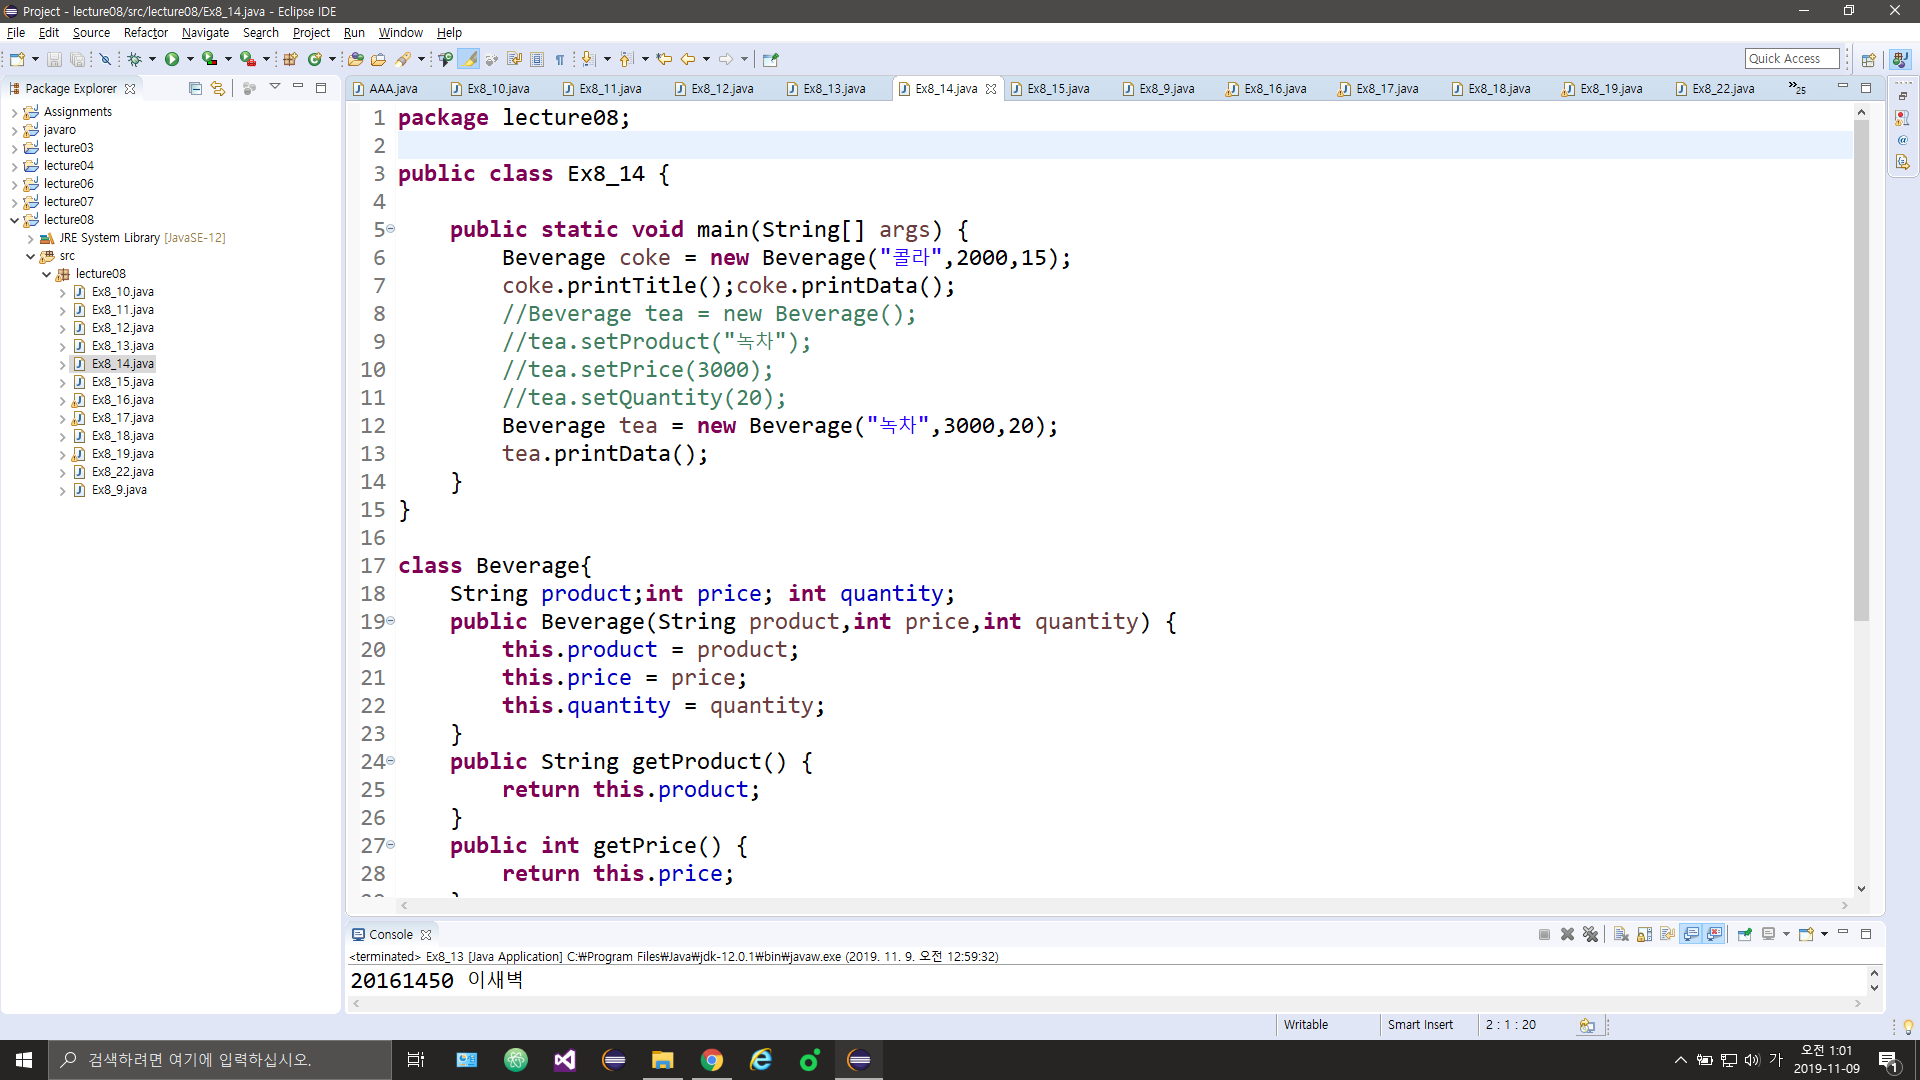 Project - lecture08/src/lecture08/Ex8_14.java - Eclipse IDE
File Edit Source Refactor Navigate Search Project Run Window Help
Quick Access
Package Explorer
AAA.java Ex8_10.java Ex8_11.java Ex8_12.java Ex8_13.java Ex8_14.java Ex8_15.java Ex8_9.java Ex8_16.java Ex8_17.java Ex8_18.java Ex8_19.java Ex8_22.java »25
Assignments
javaro
lecture03
lecture04
lecture06
lecture07
lecture08
JRE System Library [JavaSE-12]
src
lecture08
Ex8_10.java
Ex8_11.java
Ex8_12.java
Ex8_13.java
Ex8_14.java
Ex8_15.java
Ex8_16.java
Ex8_17.java
Ex8_18.java
Ex8_19.java
Ex8_22.java
Ex8_9.java
1 package lecture08;
2
3 public class Ex8_14 {
4
5 public static void main(String[] args) {
6 Beverage coke = new Beverage("콜라",2000,15);
7 coke.printTitle();coke.printData();
8 //Beverage tea = new Beverage();
9 //tea.setProduct("녹차");
10 //tea.setPrice(3000);
11 //tea.setQuantity(20);
12 Beverage tea = new Beverage("녹차",3000,20);
13 tea.printData();
14 }
15 }
16
17 class Beverage{
18 String product;int price; int quantity;
19 public Beverage(String product,int price,int quantity) {
20 this.product = product;
21 this.price = price;
22 this.quantity = quantity;
23 }
24 public String getProduct() {
25 return this.product;
26 }
27 public int getPrice() {
28 return this.price;
Console
<terminated> Ex8_13 [Java Application] C:₩Program Files₩Java₩jdk-12.0.1₩bin₩javaw.exe (2019. 11. 9. 오전 12:59:32)
20161450 이새벽
Writable Smart Insert 2 : 1 : 20
검색하려면 여기에 입력하십시오.
가
오전 1:01
2019-11-09
1